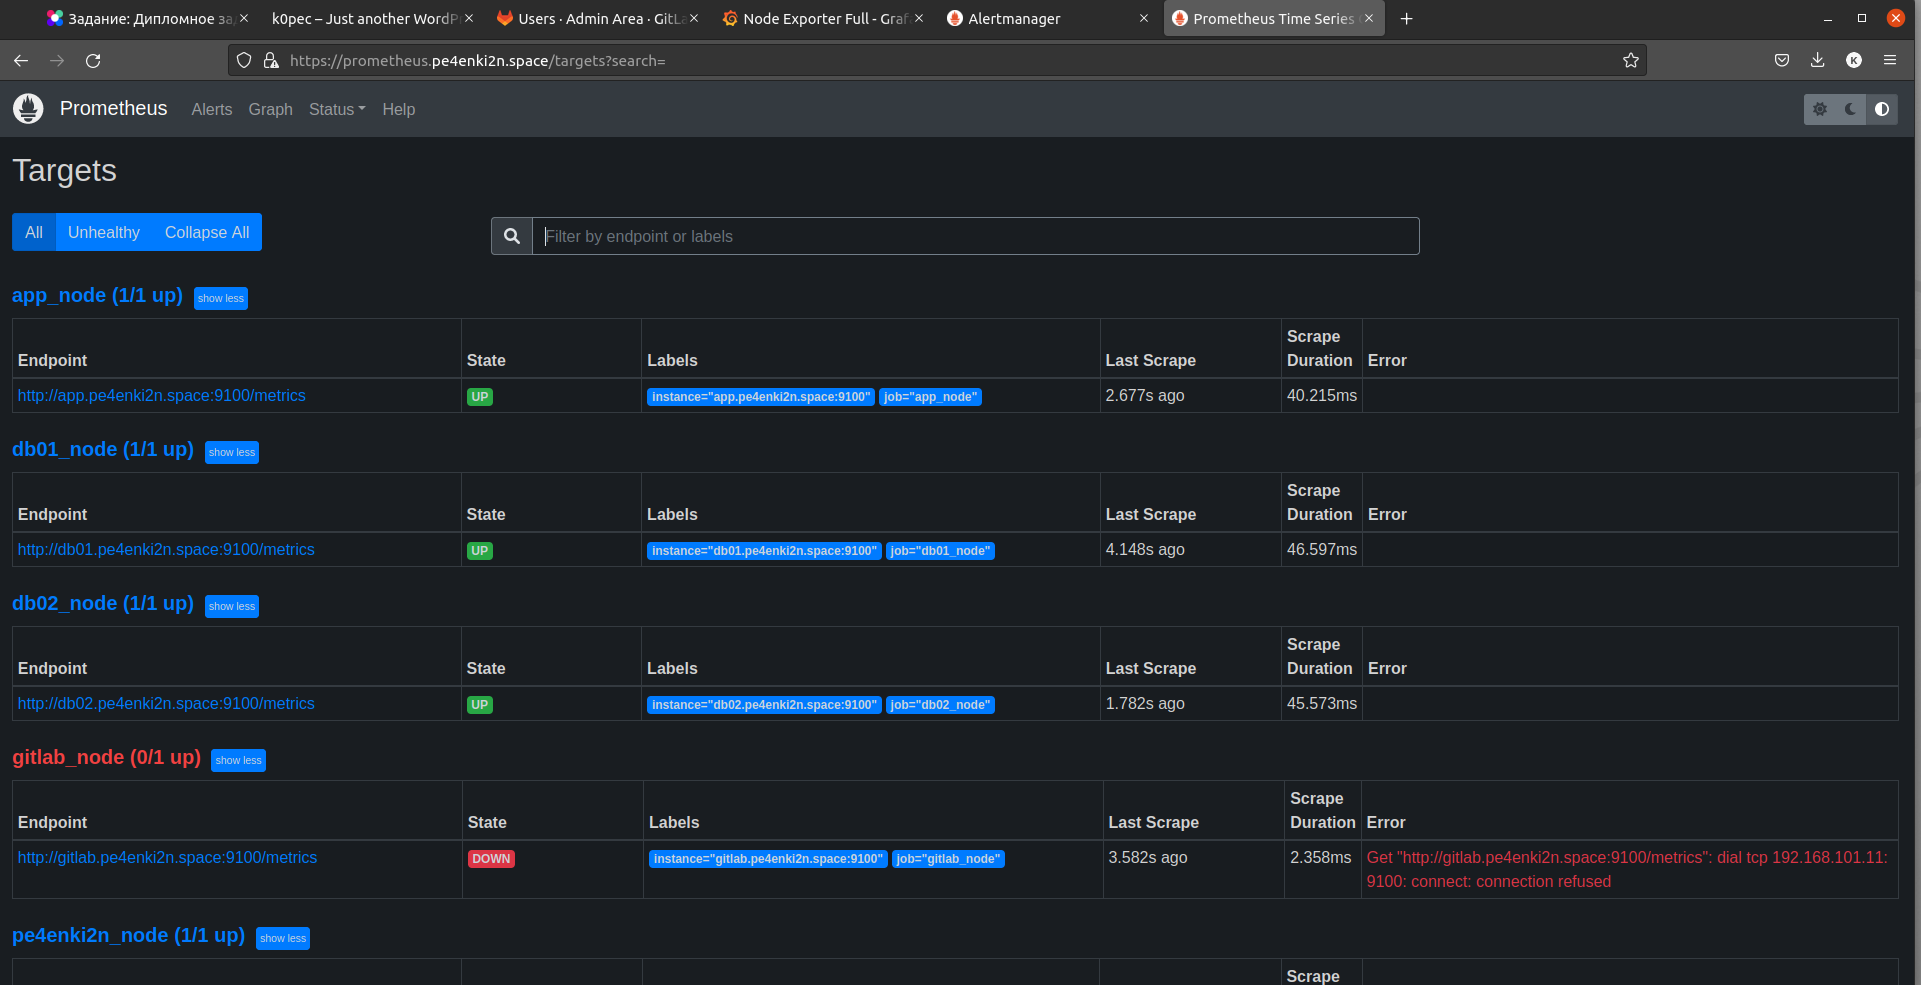 Задание: Дипломное за
k0pec – Just another WordP
Users · Admin Area · GitLa
Node Exporter Full - Graf
Alertmanager
Prometheus Time Series
https://prometheus.pe4enki2n.space/targets?search=
K
Prometheus Alerts Graph Status Help
Targets
All Unhealthy Collapse All
Filter by endpoint or labels
app_node (1/1 up) show less
Endpoint State Labels Last Scrape Scrape Duration Error
http://app.pe4enki2n.space:9100/metrics UP instance="app.pe4enki2n.space:9100" job="app_node" 2.677s ago 40.215ms
db01_node (1/1 up) show less
Endpoint State Labels Last Scrape Scrape Duration Error
http://db01.pe4enki2n.space:9100/metrics UP instance="db01.pe4enki2n.space:9100" job="db01_node" 4.148s ago 46.597ms
db02_node (1/1 up) show less
Endpoint State Labels Last Scrape Scrape Duration Error
http://db02.pe4enki2n.space:9100/metrics UP instance="db02.pe4enki2n.space:9100" job="db02_node" 1.782s ago 45.573ms
gitlab_node (0/1 up) show less
Endpoint State Labels Last Scrape Scrape Duration Error
http://gitlab.pe4enki2n.space:9100/metrics DOWN instance="gitlab.pe4enki2n.space:9100" job="gitlab_node" 3.582s ago 2.358ms Get "http://gitlab.pe4enki2n.space:9100/metrics": dial tcp 192.168.101.11:
9100: connect: connection refused
pe4enki2n_node (1/1 up) show less
Scrape